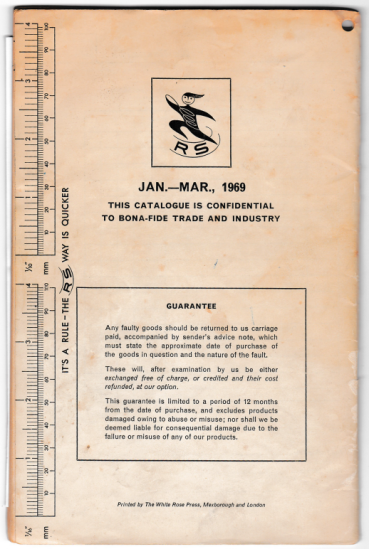 RS
JAN.—MAR., 1969
THIS CATALOGUE IS CONFIDENTIAL
TO BONA-FIDE TRADE AND INDUSTRY
IT'S A RULE—THE RS WAY IS QUICKER
GUARANTEE
Any faulty goods should be returned to us carriage
paid, accompanied by sender's advice note, which
must state the approximate date of purchase of
the goods in question and the nature of the fault.
These will, after examination by us be either
exchanged free of charge, or credited and their cost
refunded, at our option.
This guarantee is limited to a period of 12 months
from the date of purchase, and excludes products
damaged owing to abuse or misuse; nor shall we be
deemed liable for consequential damage due to the
failure or misuse of any of our products.
Printed by The White Rose Press, Mexborough and London
mm
mm